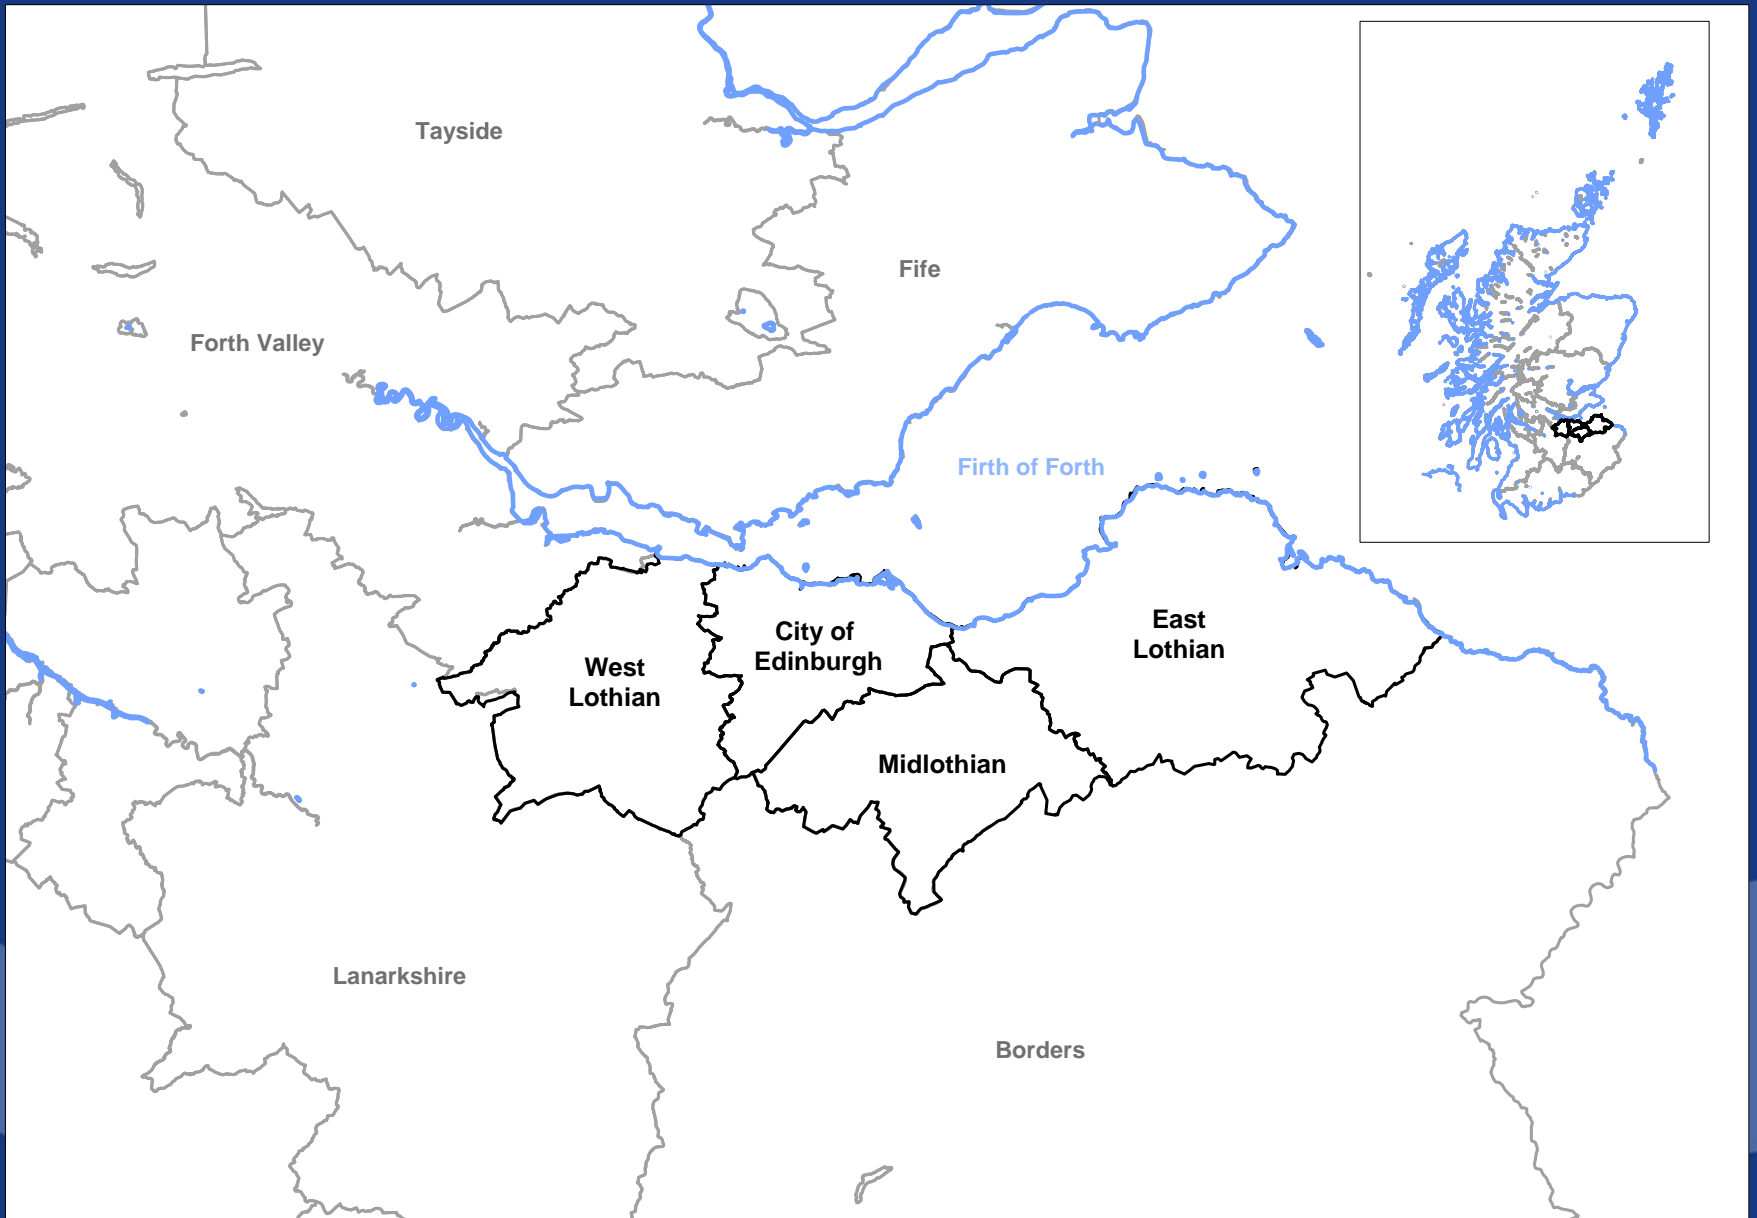 Tayside
Fife
Forth Valley
Firth of Forth
East
Lothian
City of
Edinburgh
West
Lothian
Midlothian
Lanarkshire
Borders